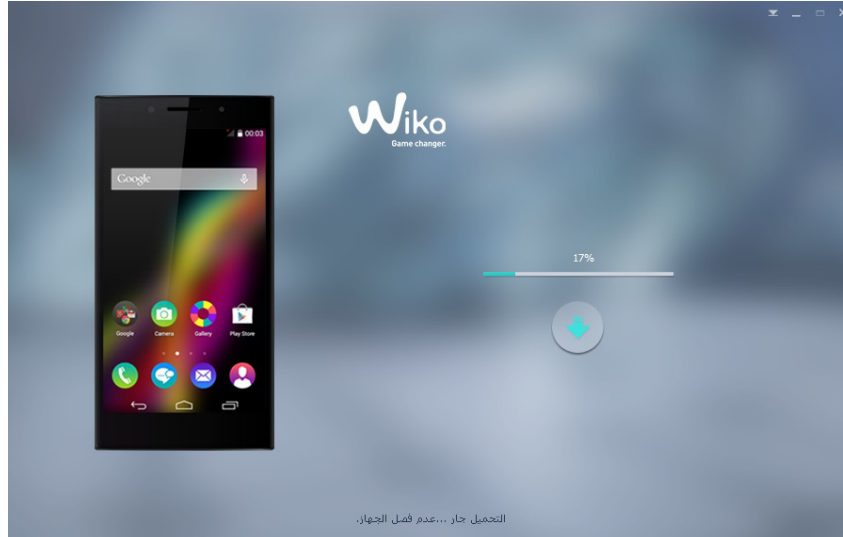 Wiko
Game changer.
00:03
Google
17%
Google
Camera
Gallery
Play Store
التحميل جار ...عدم فصل الجهاز.